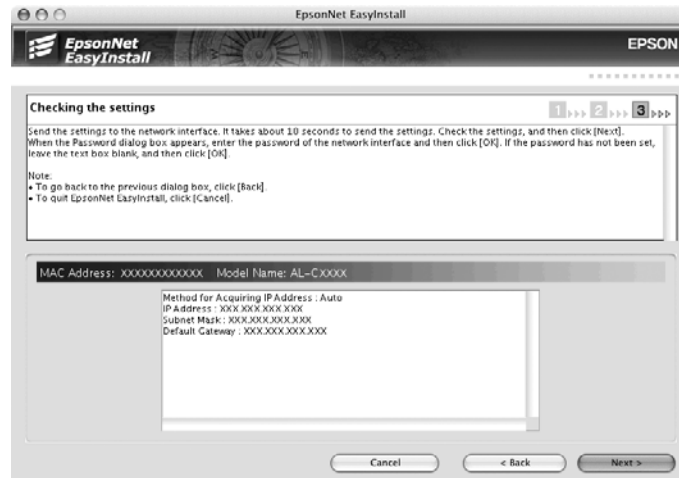 EpsonNet EasyInstall
EpsonNet
EasyInstall
EPSON
Checking the settings
1 2 3
Send the settings to the network interface. It takes about 10 seconds to send the settings. Check the settings, and then click [Next].
When the Password dialog box appears, enter the password of the network interface and then click [OK]. If the password has not been set,
leave the text box blank, and then click [OK].
Note:
• To go back to the previous dialog box, click [Back].
• To quit EpsonNet EasyInstall, click [Cancel].
MAC Address: XXXXXXXXXXXX Model Name: AL-CXXXX
Method for Acquiring IP Address : Auto
IP Address : XXX.XXX.XXX.XXX
Subnet Mask : XXX.XXX.XXX.XXX
Default Gateway : XXX.XXX.XXX.XXX
Cancel < Back Next >